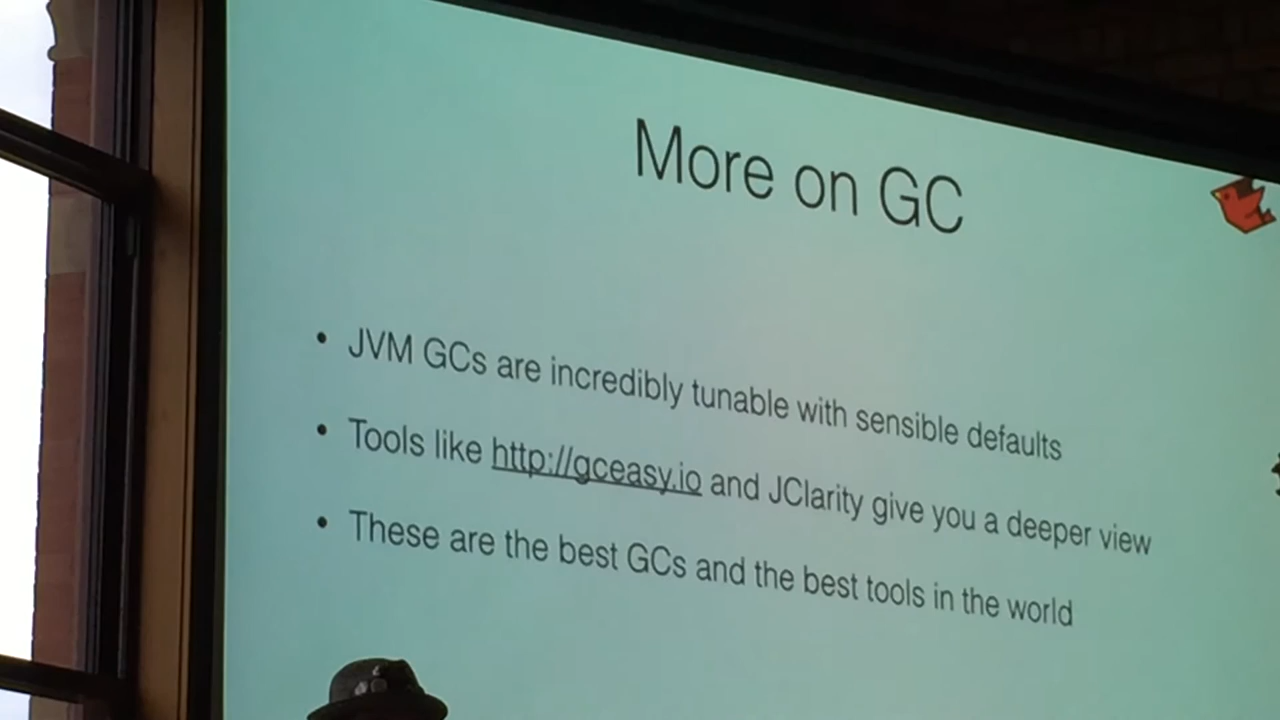 More on GC
• JVM GCs are incredibly tunable with sensible defaults
• Tools like http://gceasy.io and JClarity give you a deeper view
• These are the best GCs and the best tools in the world